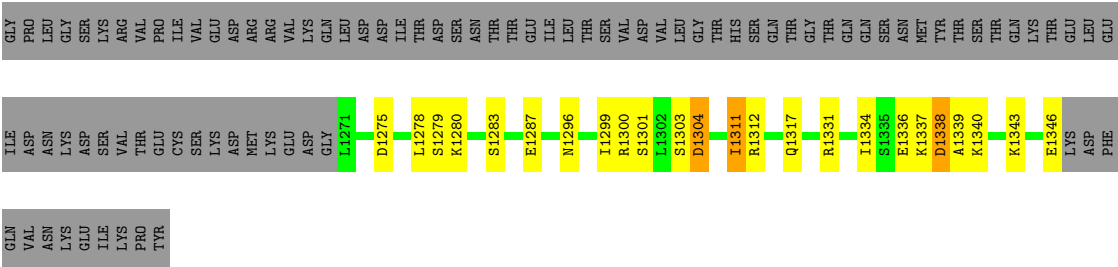 GLY PRO LEU GLY SER LYS ARG VAL PRO ILE VAL GLU ASP ARG ARG VAL LYS GLN LEU ASP ASP ILE THR ASP SER ASN THR THR GLU ILE LEU THR SER VAL ASP VAL LEU GLY THR HIS SER GLN THR GLY THR GLN GLN SER ASN MET TYR THR SER THR GLN LYS THR GLU LEU GLU
ILE ASP ASN LYS ASP SER VAL THR GLU CYS SER LYS ASP MET LYS GLU ASP GLY L1271 D1275 L1278 S1279 K1280 S1283 E1287 N1296 I1299 R1300 S1301 L1302 S1303 D1304 I1311 R1312 Q1317 R1331 I1334 S1335 E1336 K1337 D1338 A1339 K1340 K1343 E1346 LYS ASP PHE
GLN VAL ASN LYS GLU ILE LYS PRO TYR